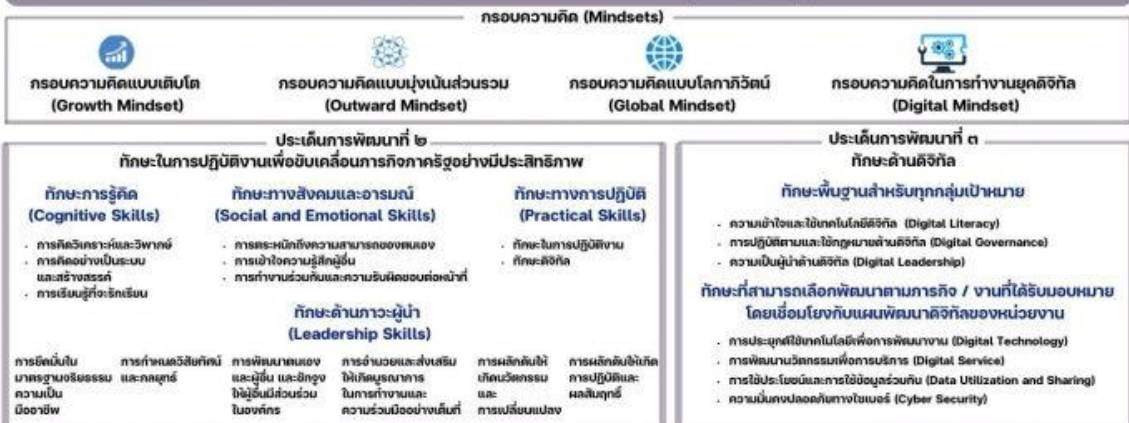 กรอบความคิด (Mindsets)
กรอบความคิดแบบเติบโต
(Growth Mindset)
กรอบความคิดแบบมุ่งเน้นส่วนรวม
(Outward Mindset)
กรอบความคิดแบบโลกาภิวัตน์
(Global Mindset)
กรอบความคิดในการทำงานยุคดิจิทัล
(Digital Mindset)
ประเด็นการพัฒนาที่ ๒
ทักษะในการปฏิบัติงานเพื่อขับเคลื่อนภารกิจภาครัฐอย่างมีประสิทธิภาพ
ทักษะการรู้คิด
(Cognitive Skills)
· การคิดวิเคราะห์และวิพากษ์
· การคิดอย่างเป็นระบบ
และสร้างสรรค์
· การเรียนรู้ที่จะรักเรียน
ทักษะทางสังคมและอารมณ์
(Social and Emotional Skills)
· การตระหนักถึงความสามารถของตนเอง
· การเข้าใจความรู้สึกผู้อื่น
· การทำงานร่วมกันและความรับผิดชอบต่อหน้าที่
ทักษะทางการปฏิบัติ
(Practical Skills)
· ทักษะในการปฏิบัติงาน
· ทักษะดิจิทัล
ทักษะด้านภาวะผู้นำ
(Leadership Skills)
การยึดมั่นใน
มาตรฐานจริยธรรม
ความเป็น
มืออาชีพ
การกำหนดวิสัยทัศน์
และกลยุทธ์
การพัฒนาตนเอง
และผู้อื่น และชักจูง
ให้ผู้อื่นมีส่วนร่วม
ในองค์กร
การอำนวยและส่งเสริม
ให้เกิดบูรณาการ
ในการทำงานและ
ความร่วมมืออย่างเต็มที่
การผลักดันให้
เกิดนวัตกรรม
และ
การเปลี่ยนแปลง
การผลักดันให้เกิด
การปฏิบัติและ
ผลสัมฤทธิ์
ประเด็นการพัฒนาที่ ๓
ทักษะด้านดิจิทัล
ทักษะพื้นฐานสำหรับทุกกลุ่มเป้าหมาย
· ความเข้าใจและใช้เทคโนโลยีดิจิทัล (Digital Literacy)
· การปฏิบัติตามและใช้กฎหมายด้านดิจิทัล (Digital Governance)
· ความเป็นผู้นำด้านดิจิทัล (Digital Leadership)
ทักษะที่สามารถเลือกพัฒนาตามภารกิจ / งานที่ได้รับมอบหมาย
โดยเชื่อมโยงกับแผนพัฒนาดิจิทัลของหน่วยงาน
· การประยุกต์ใช้เทคโนโลยีเพื่อการพัฒนางาน (Digital Technology)
· การพัฒนานวัตกรรมเพื่อการบริการ (Digital Service)
· การใช้ประโยชน์และการใช้ข้อมูลร่วมกัน (Data Utilization and Sharing)
· ความมั่นคงปลอดภัยทางไซเบอร์ (Cyber Security)